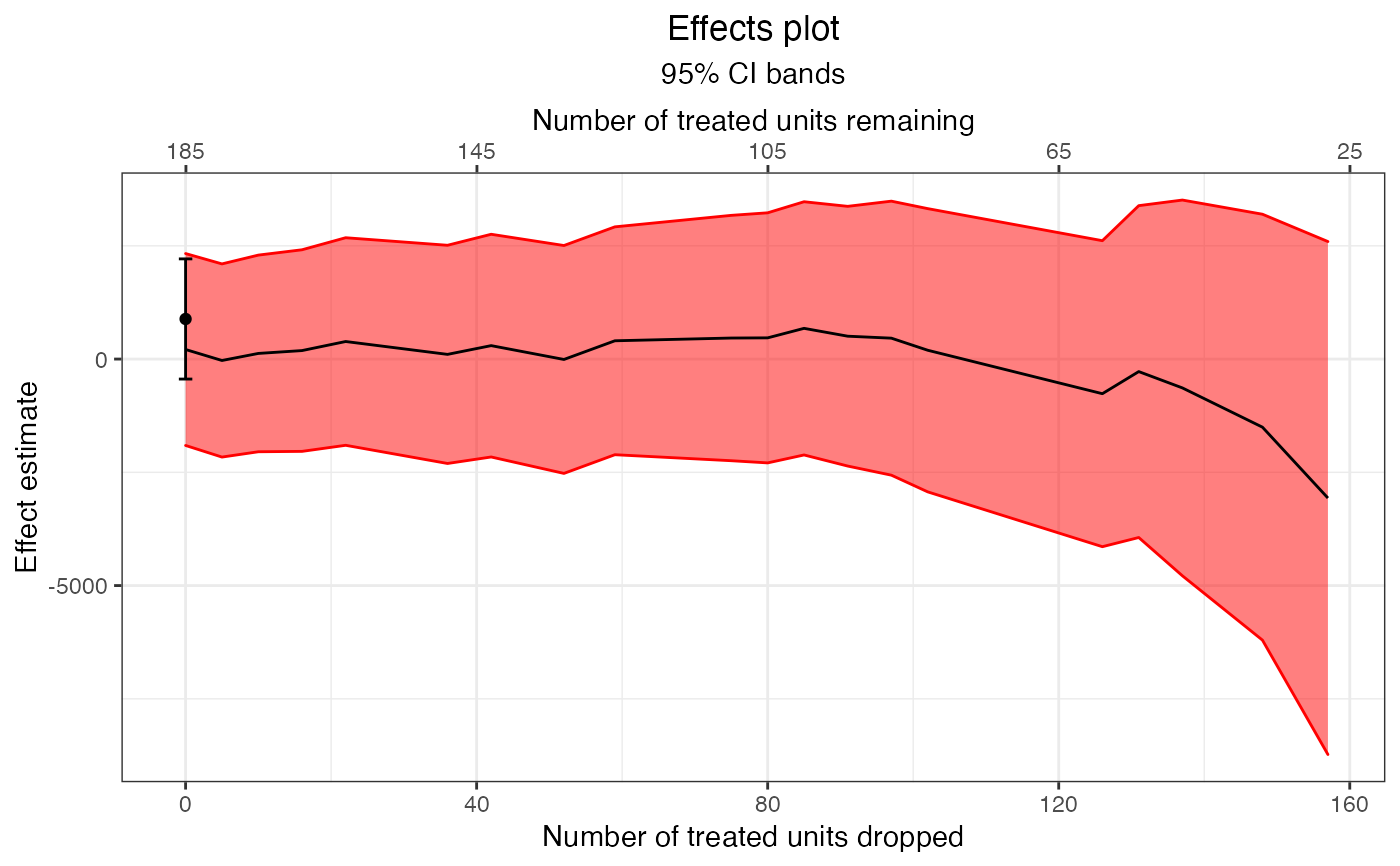 Effects plot
95% CI bands
Number of treated units remaining
185 145 105 65 25
Effect estimate
0
-5000
0 40 80 120 160
Number of treated units dropped